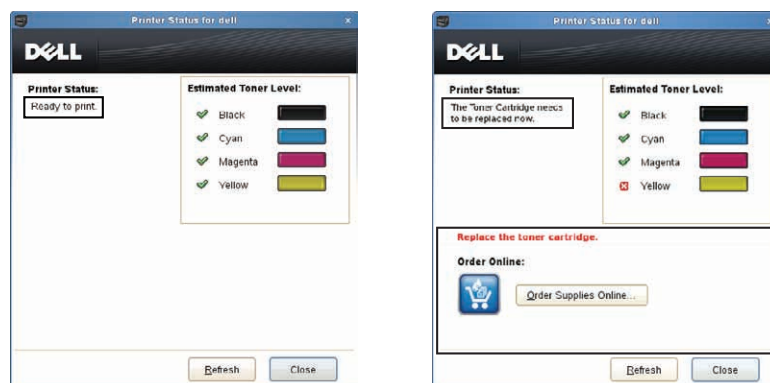 Printer Status for dell
x
DELL
Printer Status:
Ready to print.
Estimated Toner Level:
Black
Cyan
Magenta
Yellow
Refresh
Close
Printer Status for dell
x
DELL
Printer Status:
The Toner Cartridge needs
to be replaced now.
Estimated Toner Level:
Black
Cyan
Magenta
Yellow
Replace the toner cartridge.
Order Online:
Order Supplies Online...
Refresh
Close